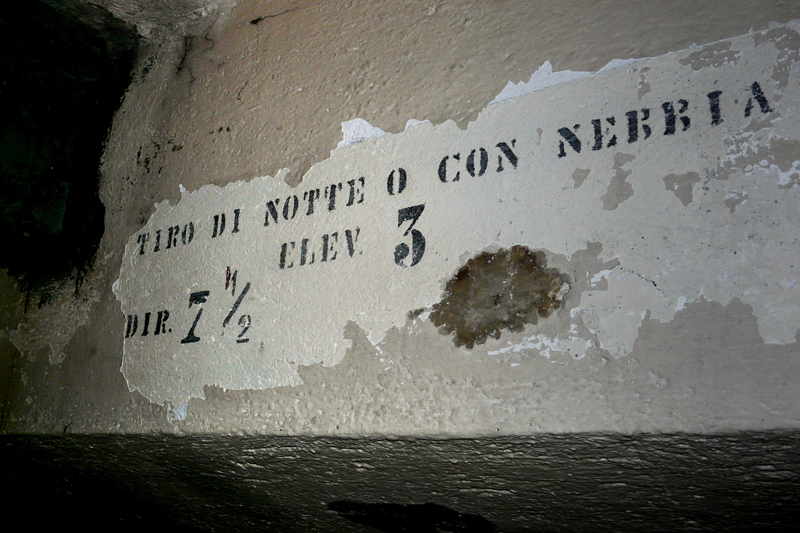 TIRO DI NOTTE O CON NEBBIA
ELEV. 3
DIR. 7 1/2